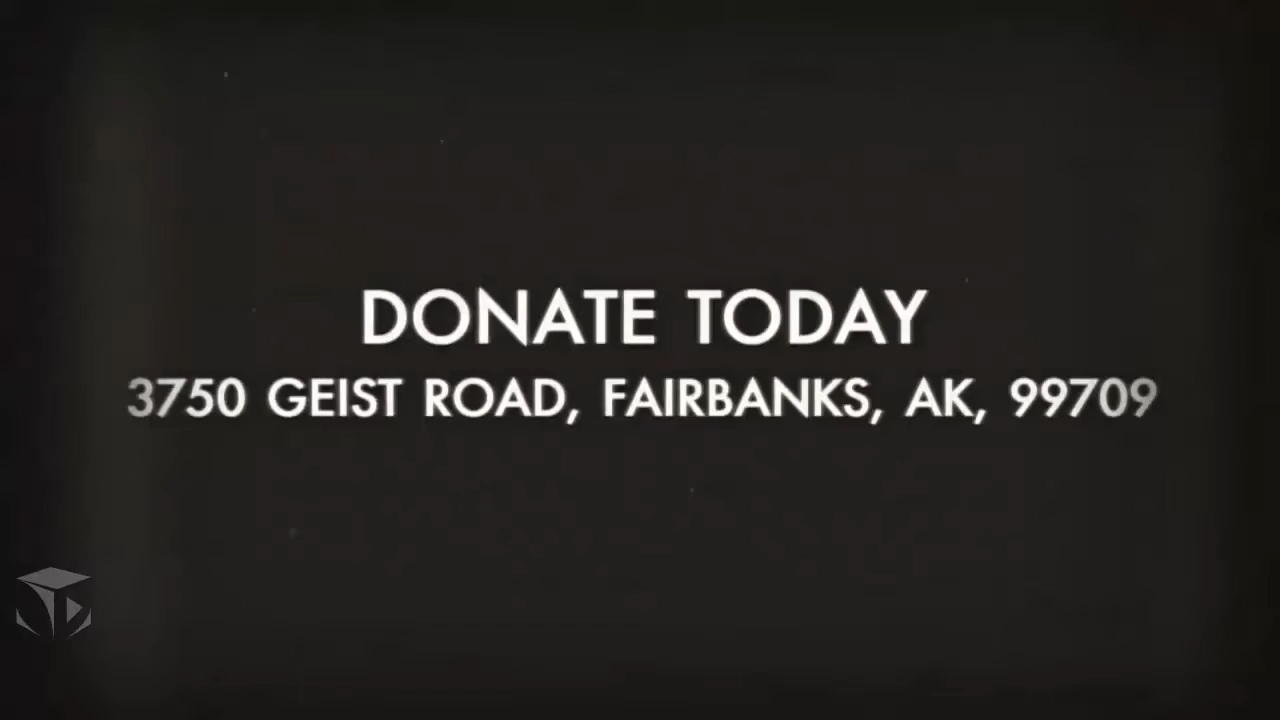 DONATE TODAY
3750 GEIST ROAD, FAIRBANKS, AK, 99709